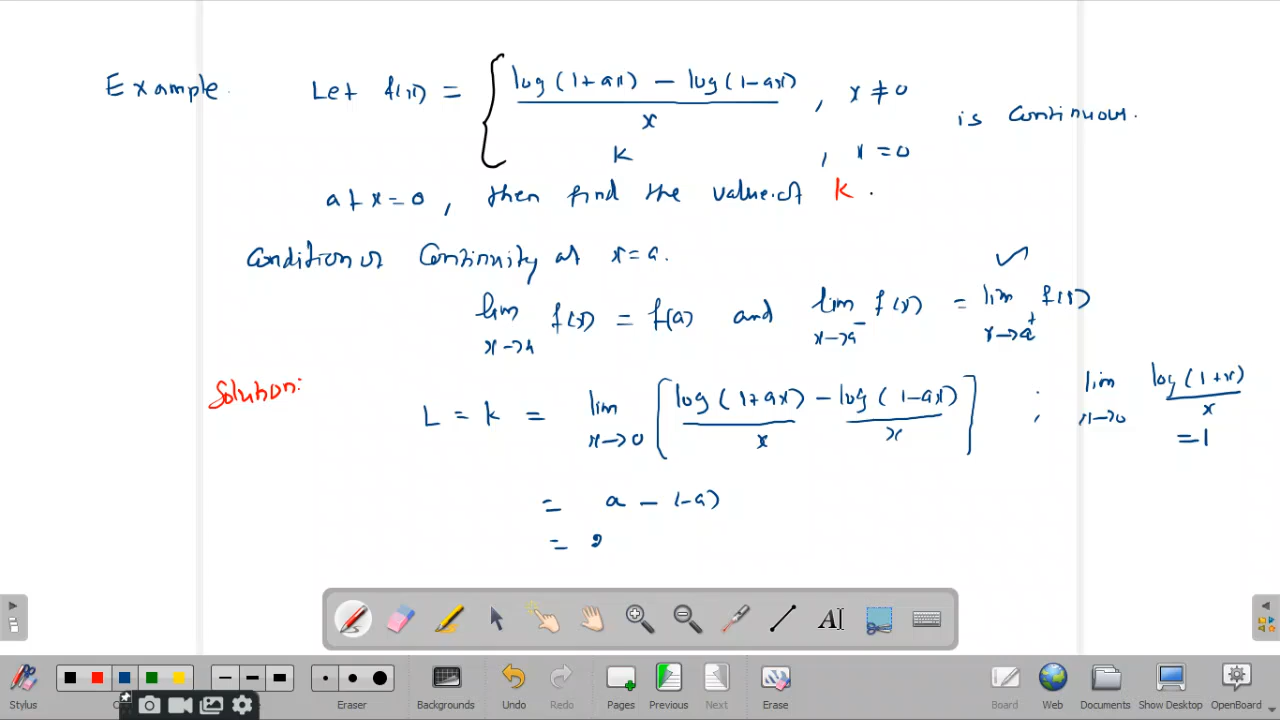 Example. Let f(x) = { log(1+ax) − log(1−ax) / x , x ≠ 0
k , x = 0
is continuous.
at x = 0 , then find the value of k .
Condition of Continuity at x = a.
lim x→a f(x) = f(a) and lim x→a⁻ f(x) = lim x→a⁺ f(x)
Solution:
L = k = lim x→0 [ log(1+ax) / x − log(1−ax) / x ] ; lim x→0 log(1+x) / x = 1
= a − (−a)
= 2
Stylus
Eraser
Backgrounds
Undo
Redo
Pages
Previous
Next
Erase
Board
Web
Documents
Show Desktop
OpenBoard